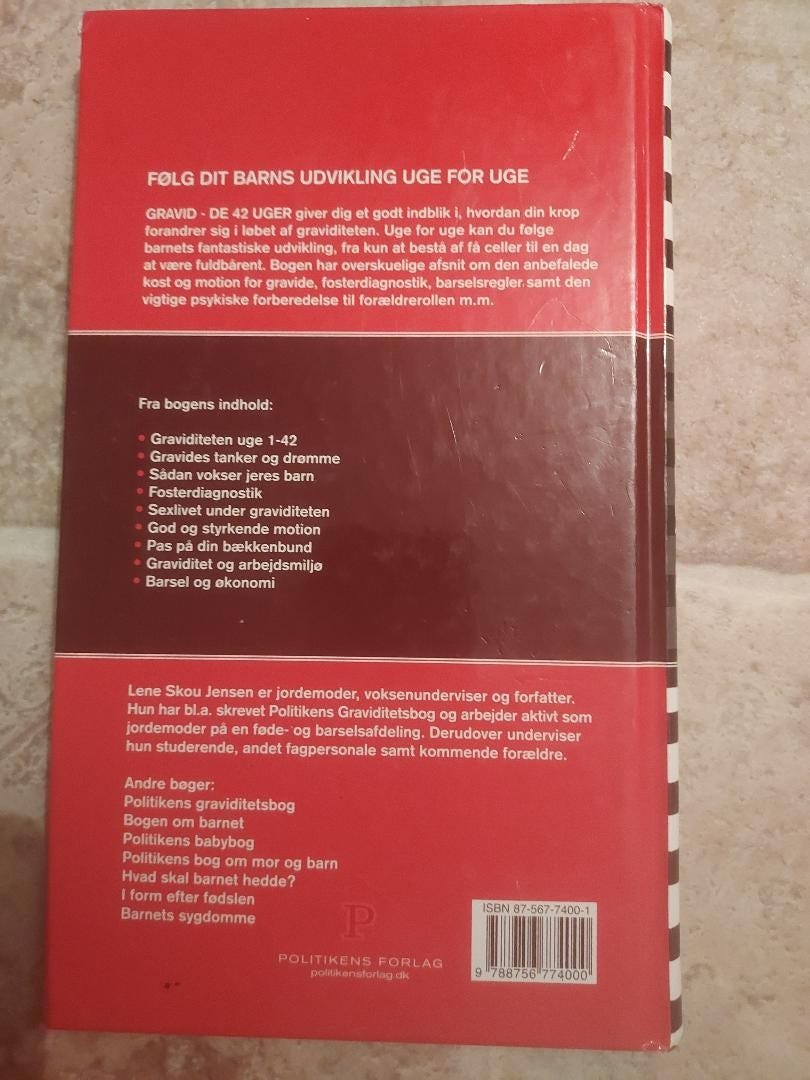 FØLG DIT BARNS UDVIKLING UGE FOR UGE
GRAVID - DE 42 UGER giver dig et godt indblik i, hvordan din krop
forandrer sig i løbet af graviditeten. Uge for uge kan du følge
barnets fantastiske udvikling, fra kun at bestå af få celler til en dag
at være fuldbårent. Bogen har overskuelige afsnit om den anbefalede
kost og motion for gravide, fosterdiagnostik, barselsregler samt den
vigtige psykiske forberedelse til forældrerollen m.m.
Fra bogens indhold:
• Graviditeten uge 1-42
• Gravides tanker og drømme
• Sådan vokser jeres barn
• Fosterdiagnostik
• Sexlivet under graviditeten
• God og styrkende motion
• Pas på din bækkenbund
• Graviditet og arbejdsmiljø
• Barsel og økonomi
Lene Skou Jensen er jordemoder, voksenunderviser og forfatter.
Hun har bl.a. skrevet Politikens Graviditetsbog og arbejder aktivt som
jordemoder på en føde- og barselsafdeling. Derudover underviser
hun studerende, andet fagpersonale samt kommende forældre.
Andre bøger:
Politikens graviditetsbog
Bogen om barnet
Politikens babybog
Politikens bog om mor og barn
Hvad skal barnet hedde?
I form efter fødslen
Barnets sygdomme
P
POLITIKENS FORLAG
politikensforlag.dk
ISBN 87-567-7400-1
9 788756 774000